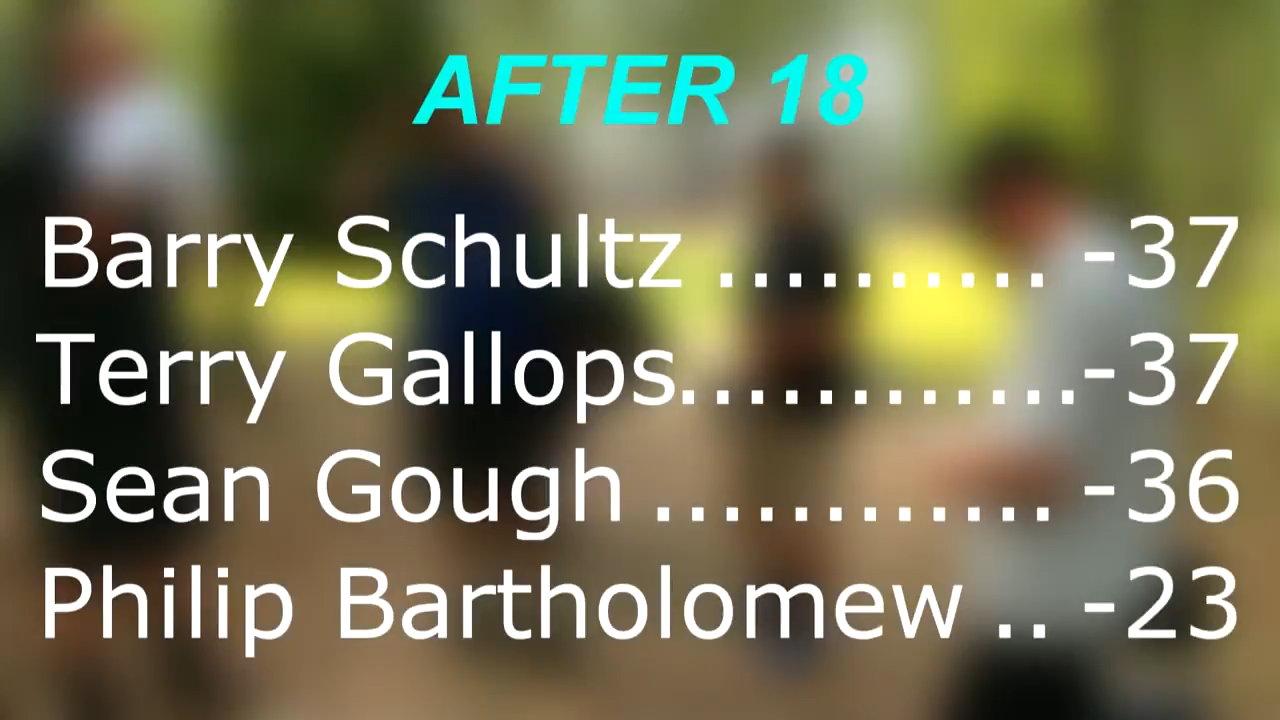 AFTER 18
Barry Schultz .......... -37
Terry Gallops............-37
Sean Gough ............ -36
Philip Bartholomew .. -23